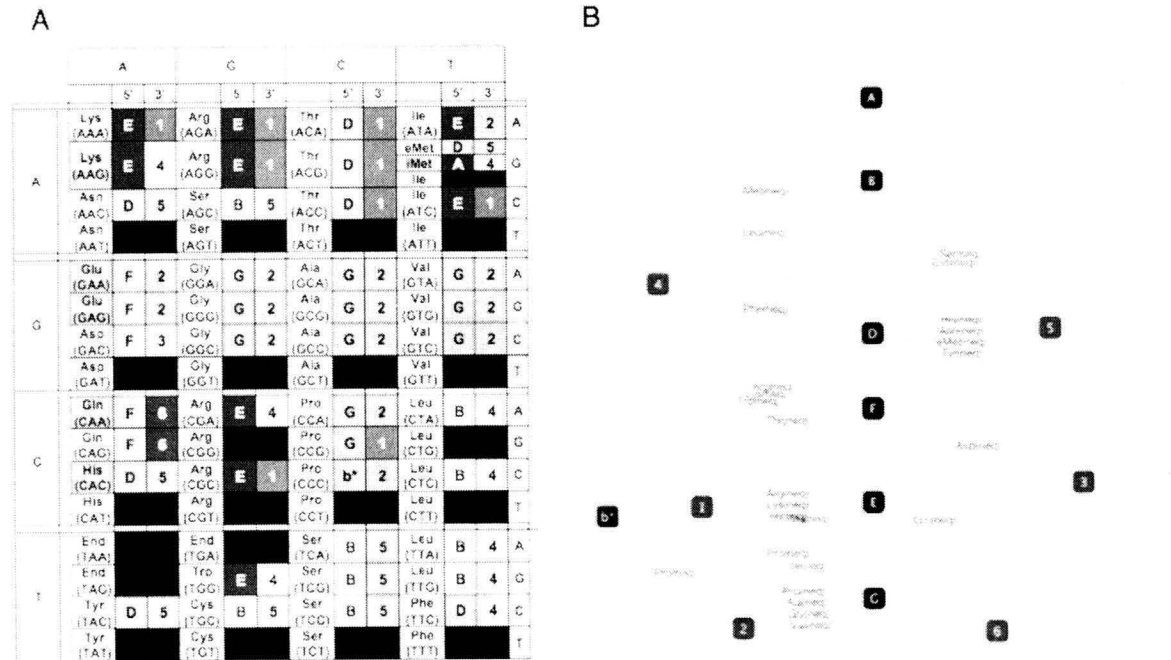 A
B
A G C T
5' 3' 5 3' 5' 3' 5' 3'
A
Lys E 1 Arg E 1 Thr D 1 Ile E 2 A
(AAA) (AGA) (ACA) (ATA)
Lys E 4 Arg E 1 Thr D 1 eMet D 5 G
(AAG) (AGG) (ACG) iMet A 4
Ile
Asn D 5 Ser B 5 Thr D 1 Ile E 1 C
(AAC) (AGC) (ACC) (ATC)
Asn Ser Thr Ile T
(AAT) (AGT) (ACT) (ATT)
G
Glu F 2 Gly G 2 Ala G 2 Val G 2 A
(GAA) (GGA) (GCA) (GTA)
Glu F 2 Gly G 2 Ala G 2 Val G 2 G
(GAG) (GGG) (GCG) (GTG)
Asp F 3 Gly G 2 Ala G 2 Val G 2 C
(GAC) (GGC) (GCC) (GTC)
Asp Gly Ala Val T
(GAT) (GGT) (GCT) (GTT)
C
Gln F 6 Arg E 4 Pro G 2 Leu B 4 A
(CAA) (CGA) (CCA) (CTA)
Gln F 6 Arg Pro G 1 Leu G
(CAG) (CGG) (CCG) (CTG)
His D 5 Arg E 1 Pro b* 2 Leu B 4 C
(CAC) (CGC) (CCC) (CTC)
His Arg Pro Leu T
(CAT) (CGT) (CCT) (CTT)
T
End End Ser B 5 Leu B 4 A
(TAA) (TGA) (TCA) (TTA)
End Trp E 4 Ser B 5 Leu B 4 G
(TAG) (TGG) (TCG) (TTG)
Tyr D 5 Cys B 5 Ser B 5 Phe D 4 C
(TAC) (TGC) (TCC) (TTC)
Tyr Cys Ser Phe T
(TAT) (TGT) (TCT) (TTT)
A
B
4
D
5
F
3
E
1
b*
G
2
6